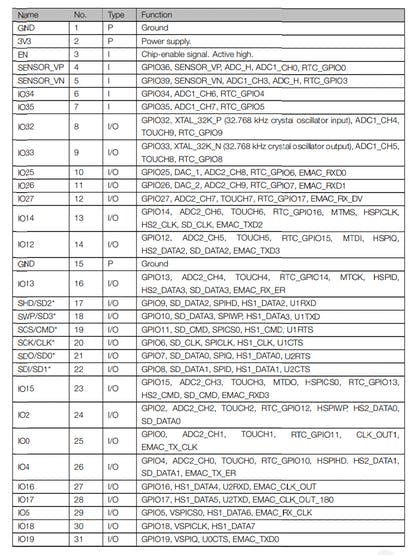 Name No. Type Function
GND 1 P Ground
3V3 2 P Power supply.
EN 3 I Chip-enable signal. Active high.
SENSOR_VP 4 I GPIO36, SENSOR_VP, ADC_H, ADC1_CH0, RTC_GPIO0
SENSOR_VN 5 I GPIO39, SENSOR_VN, ADC1_CH3, ADC_H, RTC_GPIO3
IO34 6 I GPIO34, ADC1_CH6, RTC_GPIO4
IO35 7 I GPIO35, ADC1_CH7, RTC_GPIO5
IO32 8 I/O GPIO32, XTAL_32K_P (32.768 kHz crystal oscillator input), ADC1_CH4,
TOUCH9, RTC_GPIO9
IO33 9 I/O GPIO33, XTAL_32K_N (32.768 kHz crystal oscillator output), ADC1_CH5,
TOUCH8, RTC_GPIO8
IO25 10 I/O GPIO25, DAC_1, ADC2_CH8, RTC_GPIO6, EMAC_RXD0
IO26 11 I/O GPIO26, DAC_2, ADC2_CH9, RTC_GPIO7, EMAC_RXD1
IO27 12 I/O GPIO27, ADC2_CH7, TOUCH7, RTC_GPIO17, EMAC_RX_DV
IO14 13 I/O GPIO14, ADC2_CH6, TOUCH6, RTC_GPIO16, MTMS, HSPICLK,
HS2_CLK, SD_CLK, EMAC_TXD2
IO12 14 I/O GPIO12, ADC2_CH5, TOUCH5, RTC_GPIO15, MTDI, HSPIQ,
HS2_DATA2, SD_DATA2, EMAC_TXD3
GND 15 P Ground
IO13 16 I/O GPIO13, ADC2_CH4, TOUCH4, RTC_GPIO14, MTCK, HSPID,
HS2_DATA3, SD_DATA3, EMAC_RX_ER
SHD/SD2* 17 I/O GPIO9, SD_DATA2, SPIHD, HS1_DATA2, U1RXD
SWP/SD3* 18 I/O GPIO10, SD_DATA3, SPIWP, HS1_DATA3, U1TXD
SCS/CMD* 19 I/O GPIO11, SD_CMD, SPICS0, HS1_CMD, U1RTS
SCK/CLK* 20 I/O GPIO6, SD_CLK, SPICLK, HS1_CLK, U1CTS
SDO/SD0* 21 I/O GPIO7, SD_DATA0, SPIQ, HS1_DATA0, U2RTS
SDI/SD1* 22 I/O GPIO8, SD_DATA1, SPID, HS1_DATA1, U2CTS
IO15 23 I/O GPIO15, ADC2_CH3, TOUCH3, MTDO, HSPICS0, RTC_GPIO13,
HS2_CMD, SD_CMD, EMAC_RXD3
IO2 24 I/O GPIO2, ADC2_CH2, TOUCH2, RTC_GPIO12, HSPIWP, HS2_DATA0,
SD_DATA0
IO0 25 I/O GPIO0, ADC2_CH1, TOUCH1, RTC_GPIO11, CLK_OUT1,
EMAC_TX_CLK
IO4 26 I/O GPIO4, ADC2_CH0, TOUCH0, RTC_GPIO10, HSPIHD, HS2_DATA1,
SD_DATA1, EMAC_TX_ER
IO16 27 I/O GPIO16, HS1_DATA4, U2RXD, EMAC_CLK_OUT
IO17 28 I/O GPIO17, HS1_DATA5, U2TXD, EMAC_CLK_OUT_180
IO5 29 I/O GPIO5, VSPICS0, HS1_DATA6, EMAC_RX_CLK
IO18 30 I/O GPIO18, VSPICLK, HS1_DATA7
IO19 31 I/O GPIO19, VSPIQ, U0CTS, EMAC_TXD0